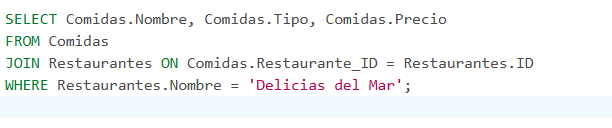 SELECT Comidas.Nombre, Comidas.Tipo, Comidas.Precio
FROM Comidas
JOIN Restaurantes ON Comidas.Restaurante_ID = Restaurantes.ID
WHERE Restaurantes.Nombre = 'Delicias del Mar';